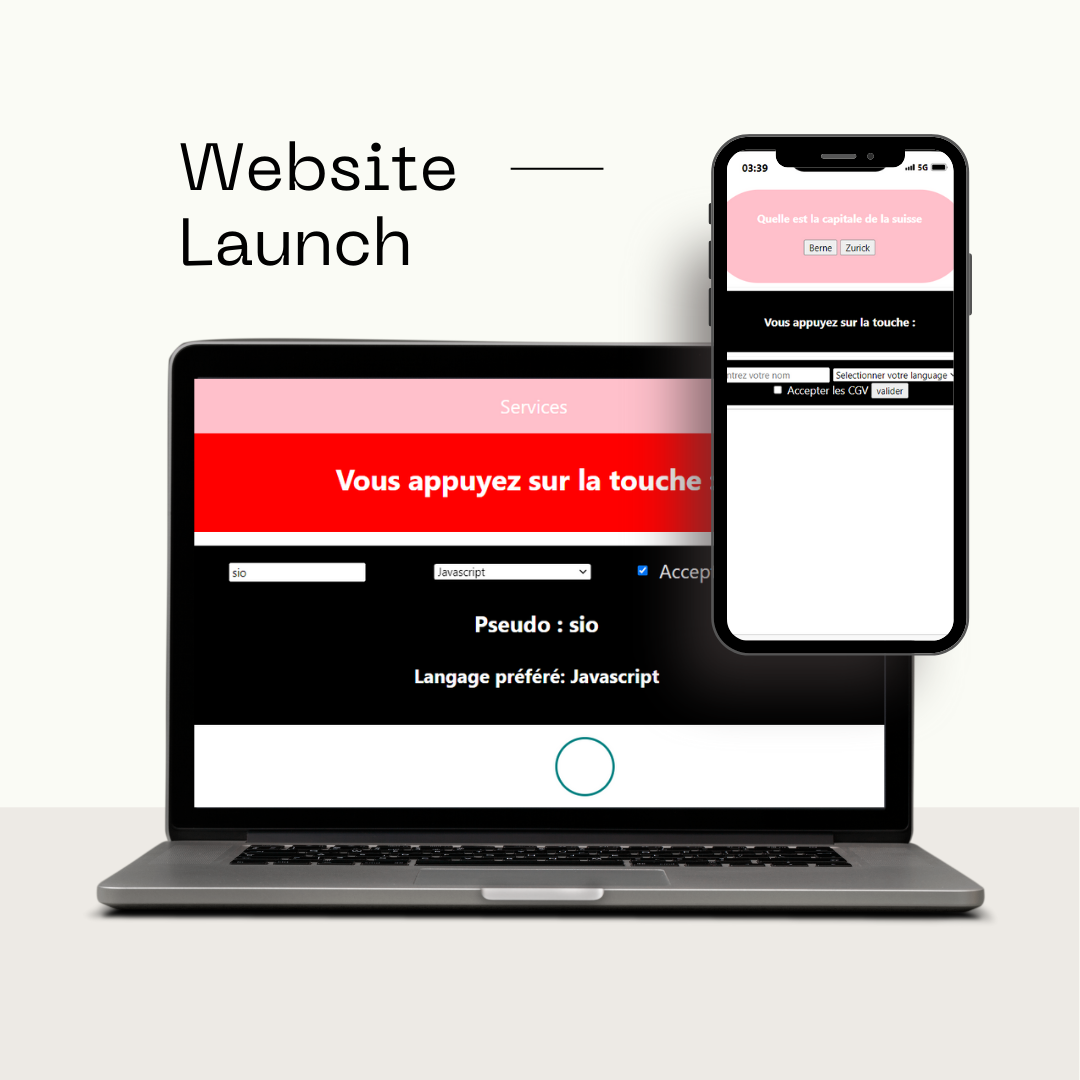 Website
Launch
03:39
5G
Quelle est la capitale de la suisse
Berne Zurick
Vous appuyez sur la touche :
ntrez votre nom Selectionner votre language
Accepter les CGV valider
Services
Vous appuyez sur la touche :
sio Javascript Accep
Pseudo : sio
Langage préféré: Javascript